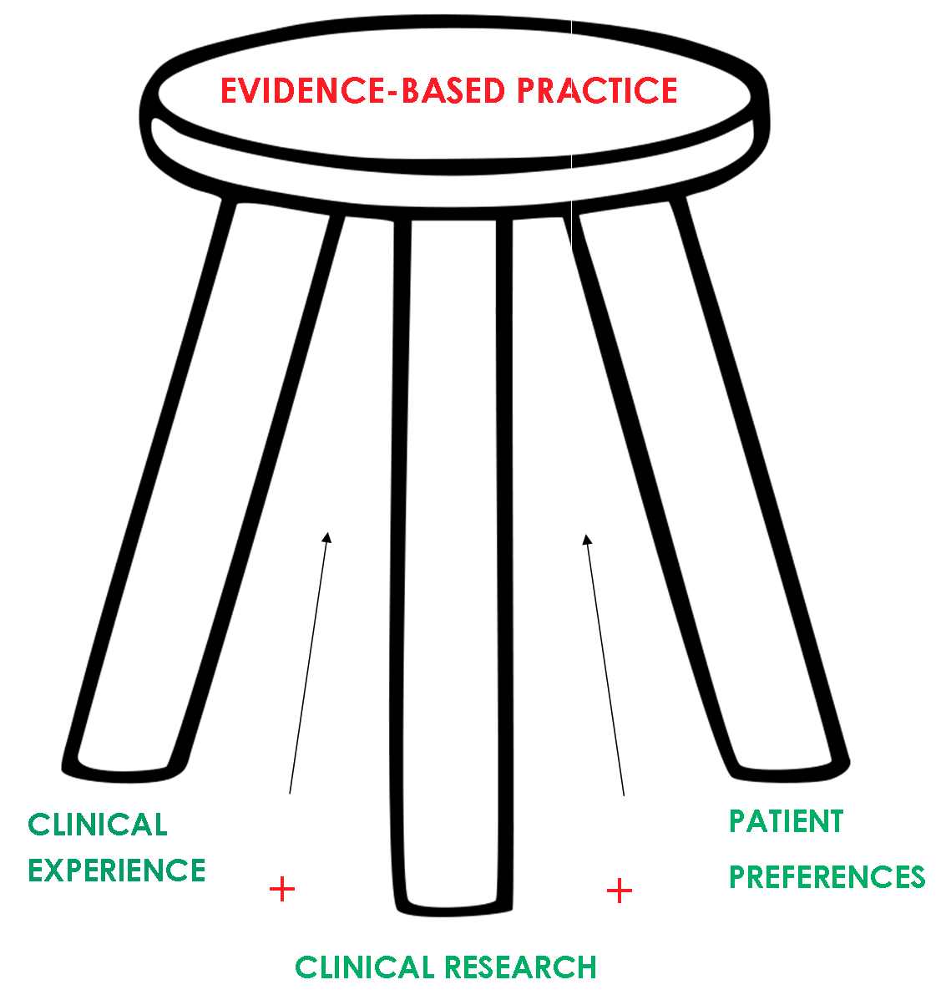 EVIDENCE-BASED PRACTICE
CLINICAL
EXPERIENCE
+
CLINICAL RESEARCH
+
PATIENT
PREFERENCES